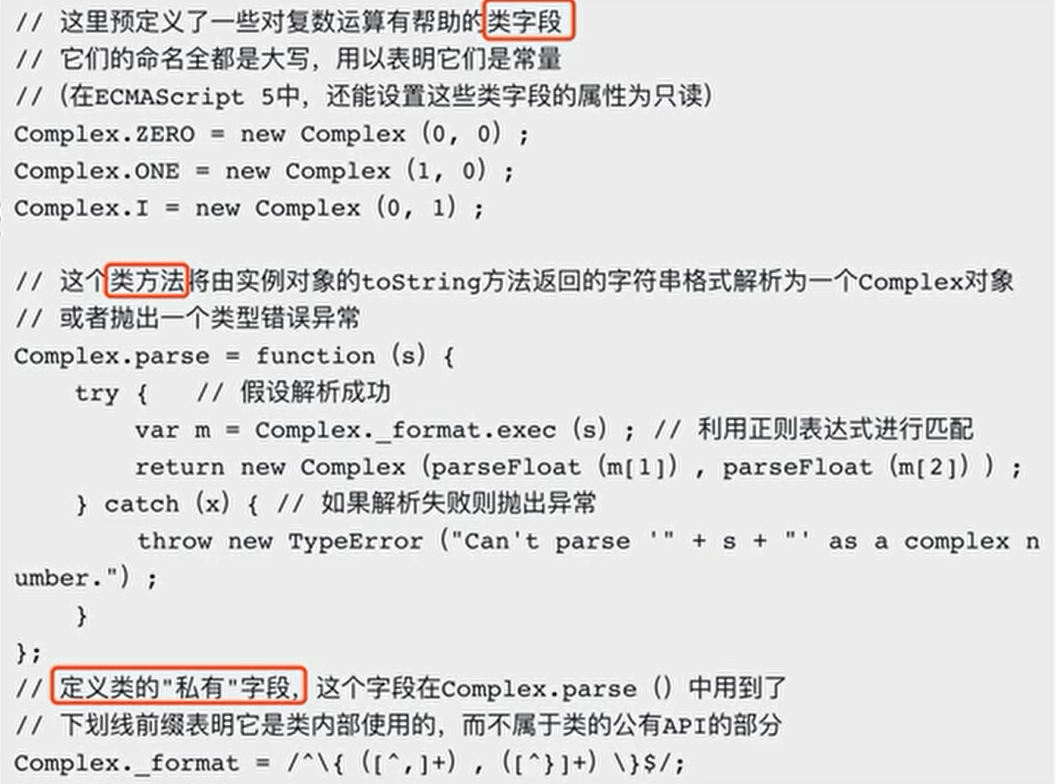 // 这里预定义了一些对复数运算有帮助的类字段
// 它们的命名全都是大写，用以表明它们是常量
//（在ECMAScript 5中，还能设置这些类字段的属性为只读）
Complex.ZERO = new Complex（0, 0）;
Complex.ONE = new Complex（1, 0）;
Complex.I = new Complex（0, 1）;
// 这个类方法将由实例对象的toString方法返回的字符串格式解析为一个Complex对象
// 或者抛出一个类型错误异常
Complex.parse = function（s）{
try { // 假设解析成功
var m = Complex._format.exec（s）; // 利用正则表达式进行匹配
return new Complex（parseFloat（m[1]）, parseFloat（m[2]））;
} catch（x）{ // 如果解析失败则抛出异常
throw new TypeError（"Can't parse '" + s + "' as a complex n
umber."）;
}
};
// 定义类的"私有"字段，这个字段在Complex.parse（）中用到了
// 下划线前缀表明它是类内部使用的，而不属于类的公有API的部分
Complex._format = /^\{（[^,]+）,（[^}]+）\}$/;